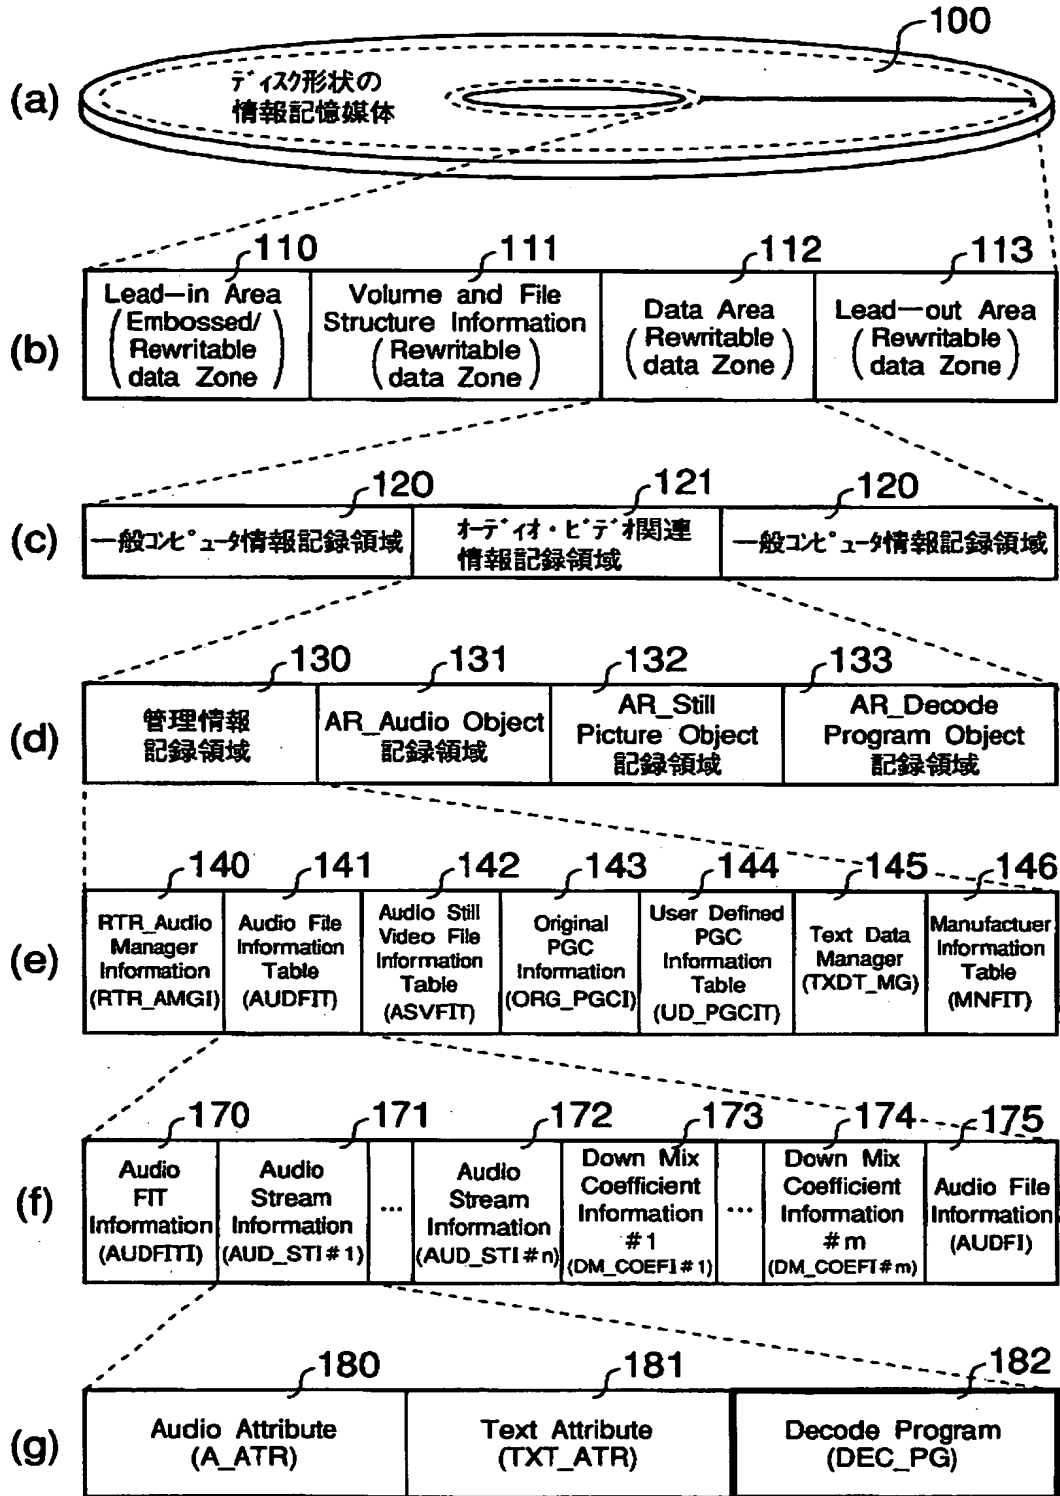 100
(a)
ディスク形状の
情報記憶媒体
110
111
112
113
(b)
Lead-in Area
(Embossed/
Rewritable
data Zone)
Volume and File
Structure Information
(Rewritable
data Zone)
Data Area
(Rewritable
data Zone)
Lead-out Area
(Rewritable
data Zone)
120
121
120
(c)
一般コンピュータ情報記録領域
オーディオ・ビデオ関連
情報記録領域
一般コンピュータ情報記録領域
130
131
132
133
(d)
管理情報
記録領域
AR_Audio Object
記録領域
AR_Still
Picture Object
記録領域
AR_Decode
Program Object
記録領域
140
141
142
143
144
145
146
(e)
RTR_Audio
Manager
Information
(RTR_AMGI)
Audio File
Information
Table
(AUDFIT)
Audio Still
Video File
Information
Table
(ASVFIT)
Original
PGC
Information
(ORG_PGCI)
User Defined
PGC
Information
Table
(UD_PGCIT)
Text Data
Manager
(TXDT_MG)
Manufactuer
Information
Table
(MNFIT)
170
171
172
173
174
175
(f)
Audio
FIT
Information
(AUDFITI)
Audio
Stream
Information
(AUD_STI#1)
...
Audio
Stream
Information
(AUD_STI#n)
Down Mix
Coefficient
Information
#1
(DM_COEFI#1)
...
Down Mix
Coefficient
Information
#m
(DM_COEFI#m)
Audio File
Information
(AUDFI)
180
181
182
(g)
Audio Attribute
(A_ATR)
Text Attribute
(TXT_ATR)
Decode Program
(DEC_PG)